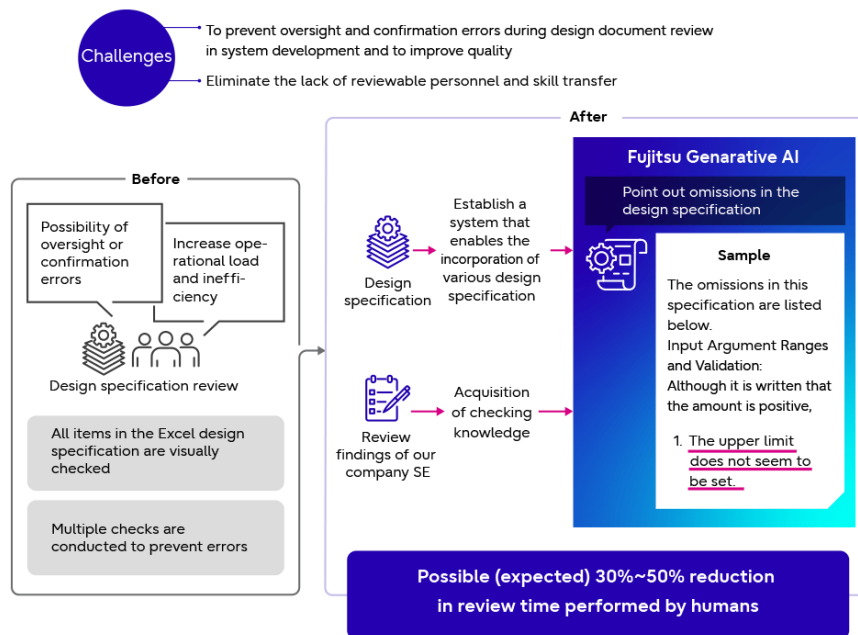 Challenges
To prevent oversight and confirmation errors during design document review
in system development and to improve quality
Eliminate the lack of reviewable personnel and skill transfer
Before
Possibility of
oversight or
confirmation
errors
Increase ope-
rational load
and ineffi-
ciency
Design specification review
All items in the Excel design
specification are visually
checked
Multiple checks are
conducted to prevent errors
After
Design
specification
Establish a
system that
enables the
incorporation of
various design
specification
Review
findings of our
company SE
Acquisition
of checking
knowledge
Fujitsu Genarative AI
Point out omissions in the
design specification
Sample
The omissions in this
specification are listed
below.
Input Argument Ranges
and Validation:
Although it is written that
the amount is positive,
1. The upper limit
does not seem to
be set.
Possible (expected) 30%~50% reduction
in review time performed by humans